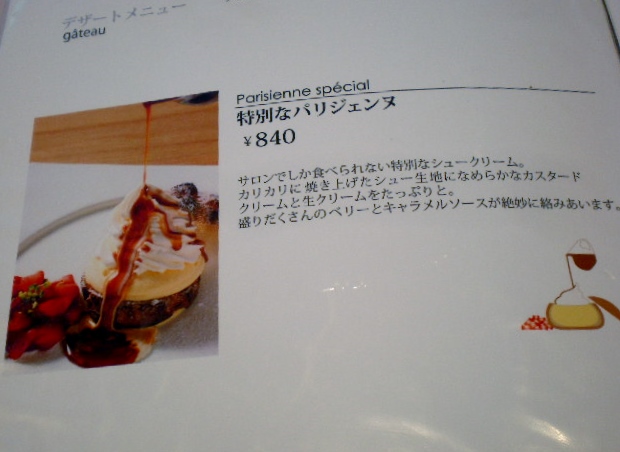 デザートメニュー
gâteau
Parisienne spécial
特別なパリジェンヌ
¥840
サロンでしか食べられない特別なシュークリーム。
カリカリに焼き上げたシュー生地になめらかなカスタード
クリームと生クリームをたっぷりと。
盛りだくさんのベリーとキャラメルソースが絶妙に絡みあいます。